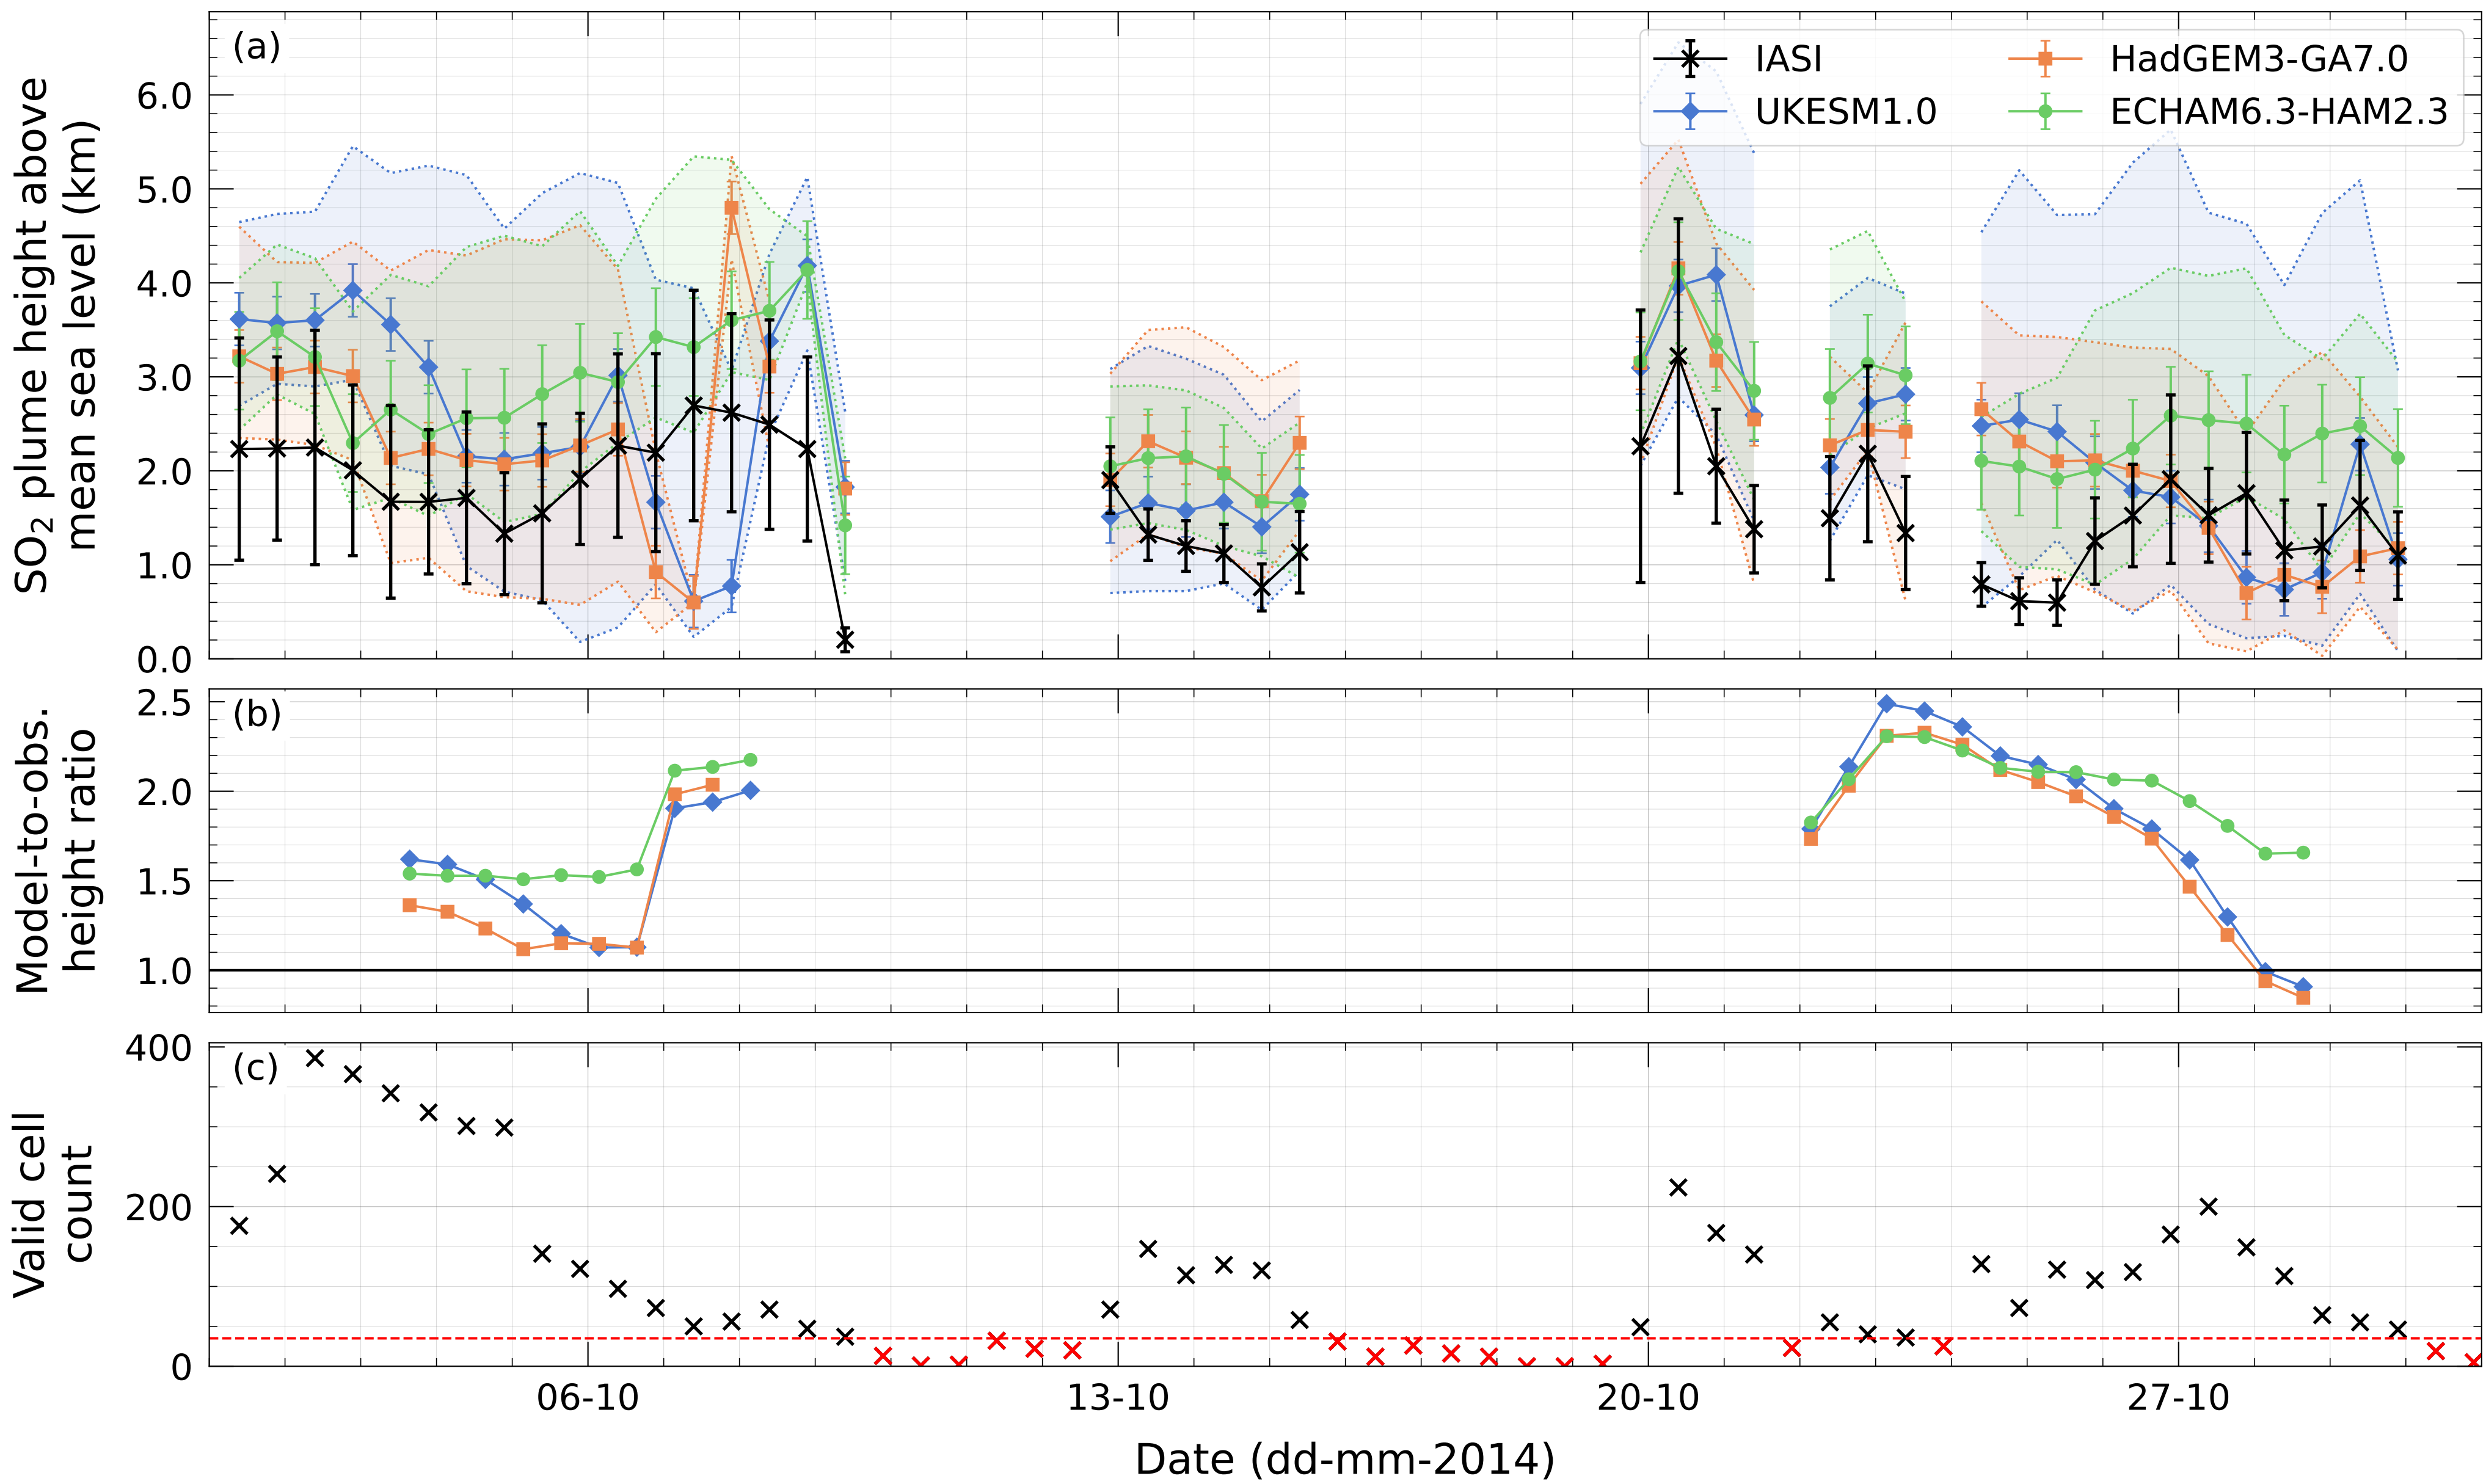 (a)
SO2 plume height above
mean sea level (km)
6.0
5.0
4.0
3.0
2.0
1.0
0.0
IASI
UKESM1.0
HadGEM3-GA7.0
ECHAM6.3-HAM2.3
(b)
Model-to-obs.
height ratio
2.5
2.0
1.5
1.0
(c)
Valid cell
count
400
200
0
06-10
13-10
20-10
27-10
Date (dd-mm-2014)